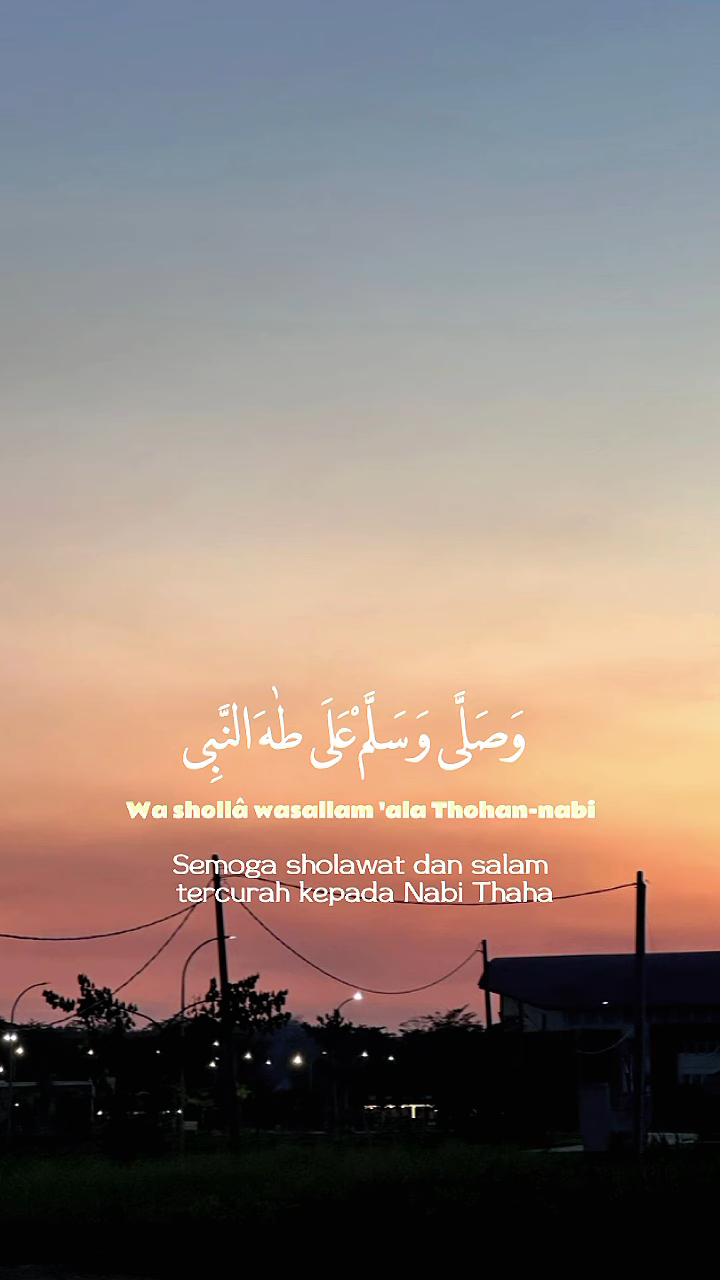 وَصَلَّى وَسَلَّمْ عَلَى طٰهَ النَّبِى
Wa shollâ wasallam 'ala Thohan-nabi
Semoga sholawat dan salam
tercurah kepada Nabi Thaha